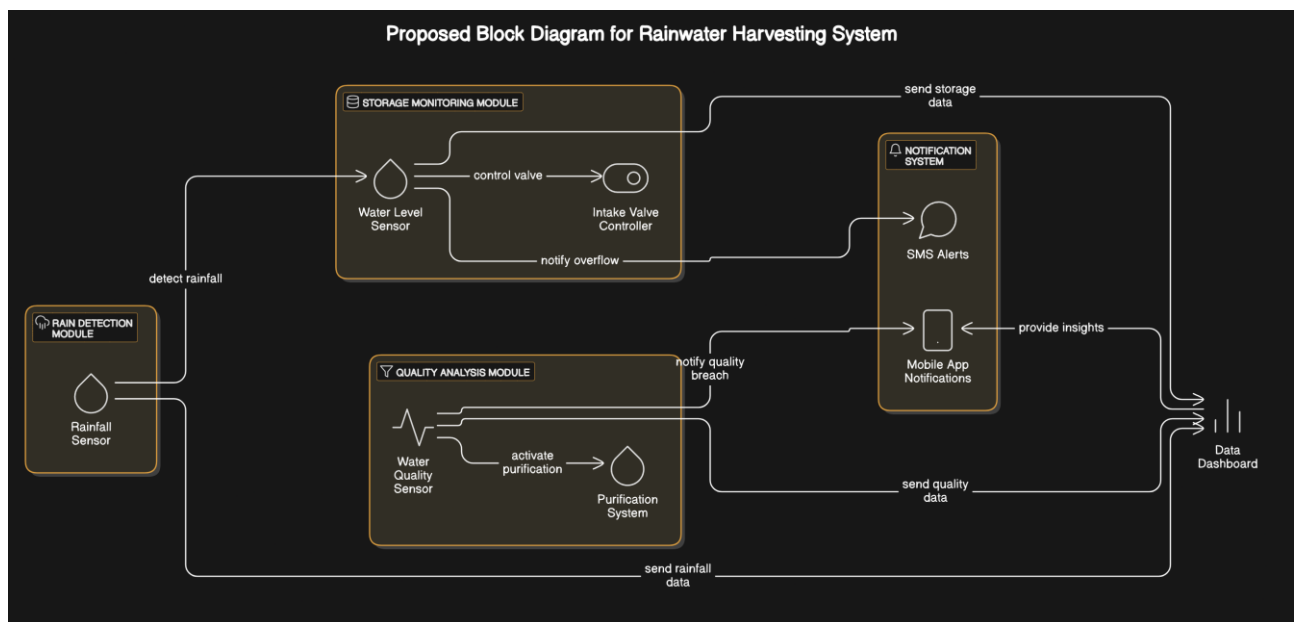 Proposed Block Diagram for Rainwater Harvesting System
STORAGE MONITORING MODULE
send storage
data
NOTIFICATION
SYSTEM
control valve
Water Level
Sensor
Intake Valve
Controller
SMS Alerts
notify overflow
detect rainfall
RAIN DETECTION
MODULE
Rainfall
Sensor
provide insights
Mobile App
Notifications
notify quality
breach
QUALITY ANALYSIS MODULE
Water
Quality
Sensor
activate
purification
Purification
System
Data
Dashboard
send quality
data
send rainfall
data